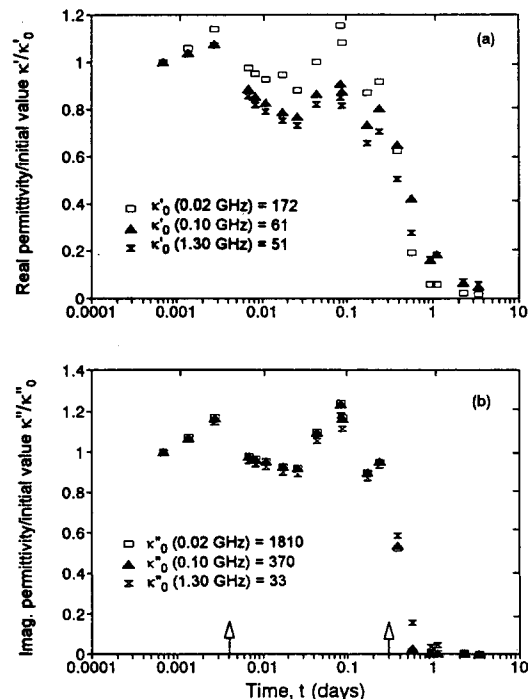 1.4
1.2
1
0.8
0.6
0.4
0.2
0
(a)
Real permittivity/initial value κ'/κ'₀
κ'₀ (0.02 GHz) = 172
κ'₀ (0.10 GHz) = 61
κ'₀ (1.30 GHz) = 51
0.0001 0.001 0.01 0.1 1 10
1.4
1.2
1
0.8
0.6
0.4
0.2
0
(b)
Imag. permittivity/initial value κ''/κ''₀
κ''₀ (0.02 GHz) = 1810
κ''₀ (0.10 GHz) = 370
κ''₀ (1.30 GHz) = 33
0.0001 0.001 0.01 0.1 1 10
Time, t (days)